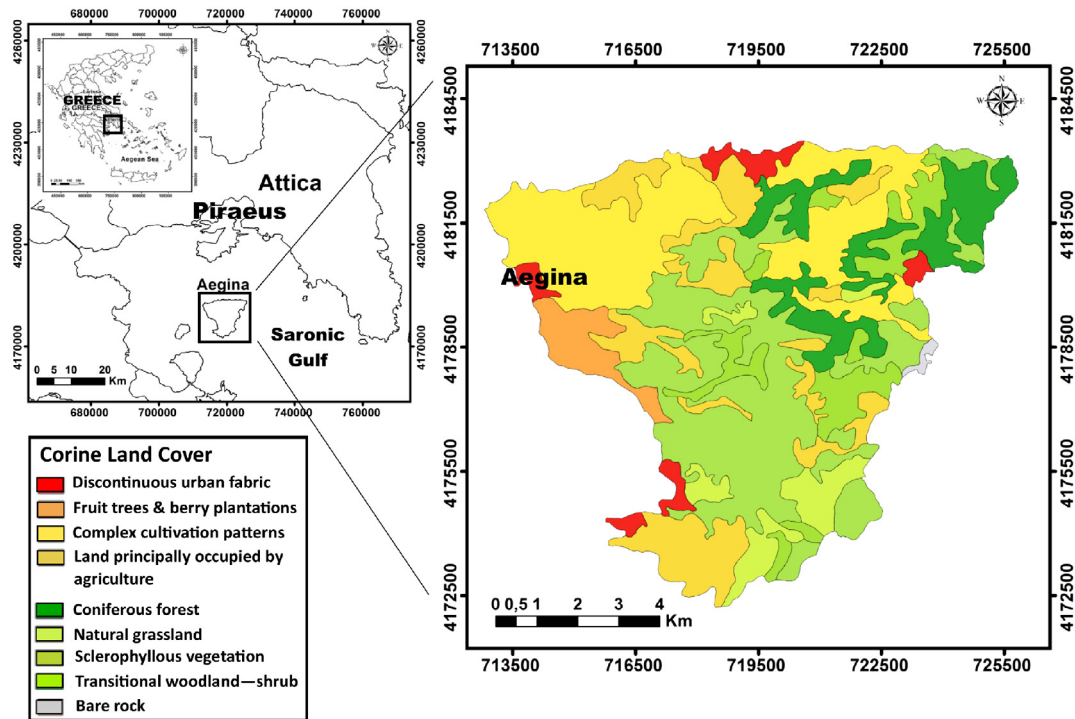 680000 700000 720000 740000 760000
4260000
4230000
4200000
4170000
GREECE
GREECE
Aegean Sea
Attica
Piraeus
Aegina
Saronic
Gulf
0 5 10 20
Km
680000 700000 720000 740000 760000
4260000
4230000
4200000
4170000
Corine Land Cover
Discontinuous urban fabric
Fruit trees & berry plantations
Complex cultivation patterns
Land principally occupied by
agriculture
Coniferous forest
Natural grassland
Sclerophyllous vegetation
Transitional woodland—shrub
Bare rock
713500 716500 719500 722500 725500
4184500
4181500
4178500
4175500
4172500
N
W E
S
Aegina
0 0,5 1 2 3 4
Km
713500 716500 719500 722500 725500
4184500
4181500
4178500
4175500
4172500